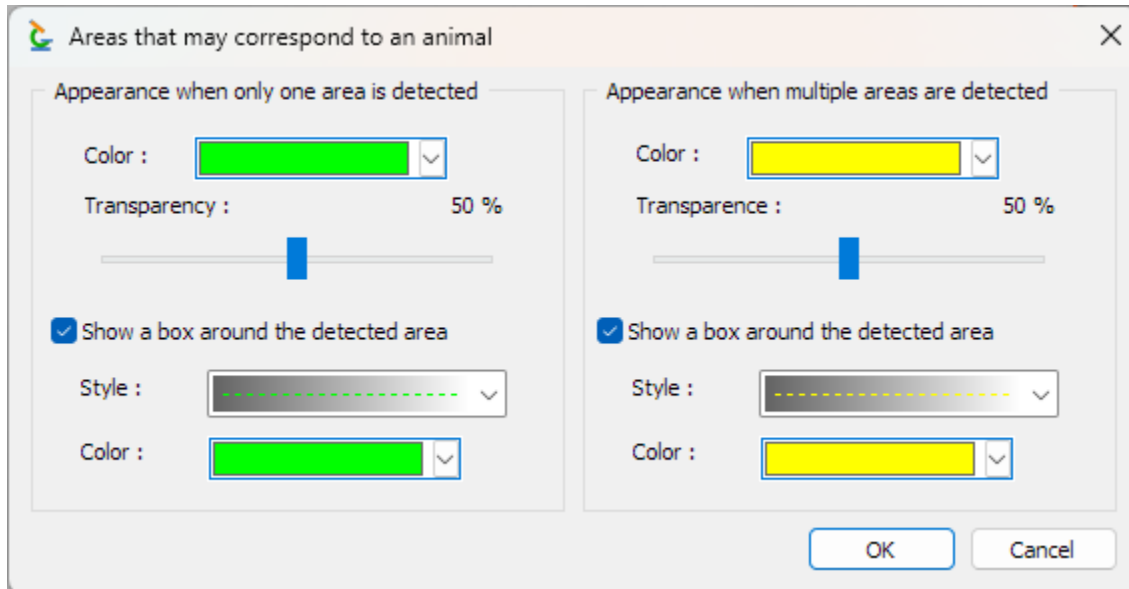 Areas that may correspond to an animal
Appearance when only one area is detected
Color :
Transparency :
50 %
Show a box around the detected area
Style :
Color :
Appearance when multiple areas are detected
Color :
Transparence :
50 %
Show a box around the detected area
Style :
Color :
OK
Cancel